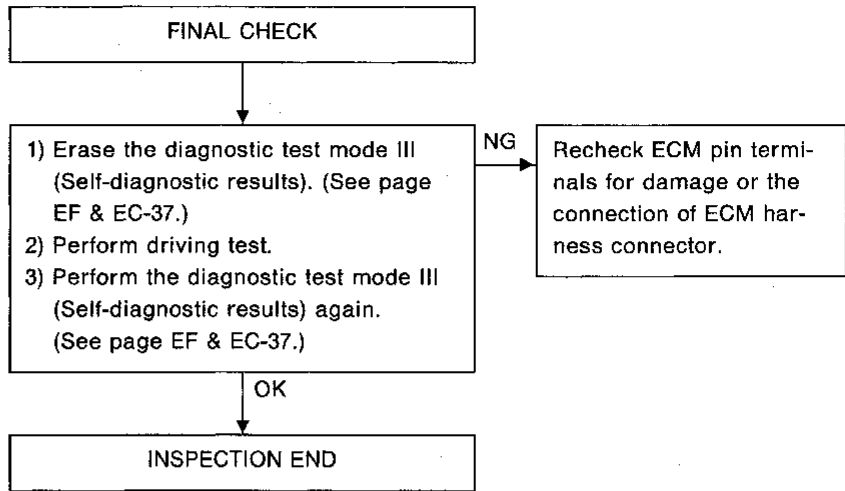 FINAL CHECK
1) Erase the diagnostic test mode III
(Self-diagnostic results). (See page
EF & EC-37.)
2) Perform driving test.
3) Perform the diagnostic test mode III
(Self-diagnostic results) again.
(See page EF & EC-37.)
NG
Recheck ECM pin termi-
nals for damage or the
connection of ECM har-
ness connector.
OK
INSPECTION END